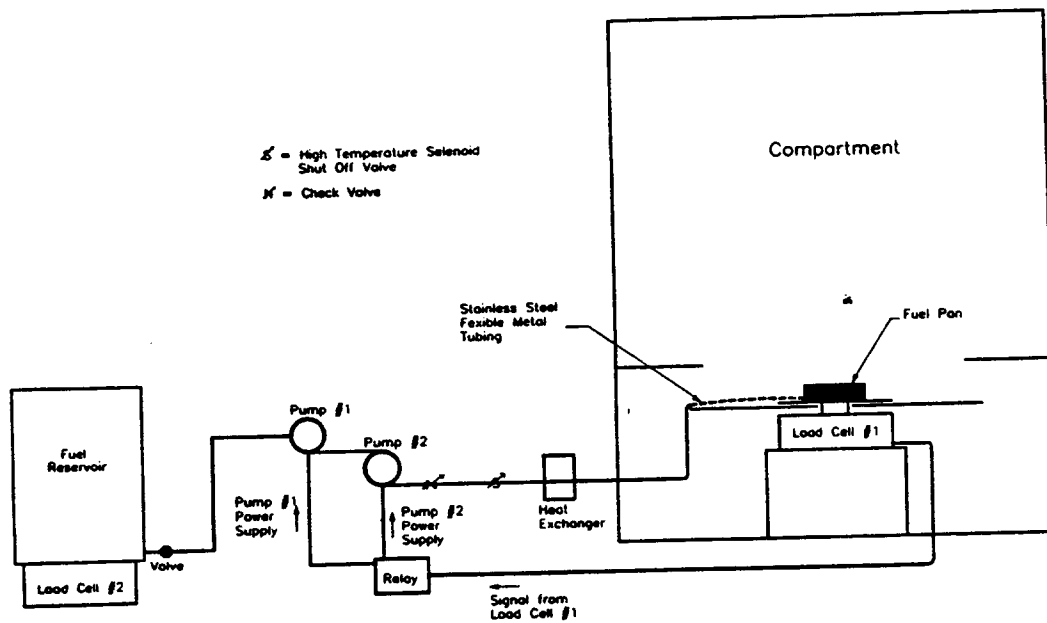 Compartment
= High Temperature Selenoid
Shut Off Valve
= Check Valve
Stainless Steel
Fexible Metal
Tubing
Fuel Pan
Pump #1
Pump #2
Fuel
Reservoir
Load Cell #1
Pump #1
Power
Supply
Pump #2
Power
Supply
Heat
Exchanger
Valve
Load Cell #2
Relay
Signal from
Load Cell #1